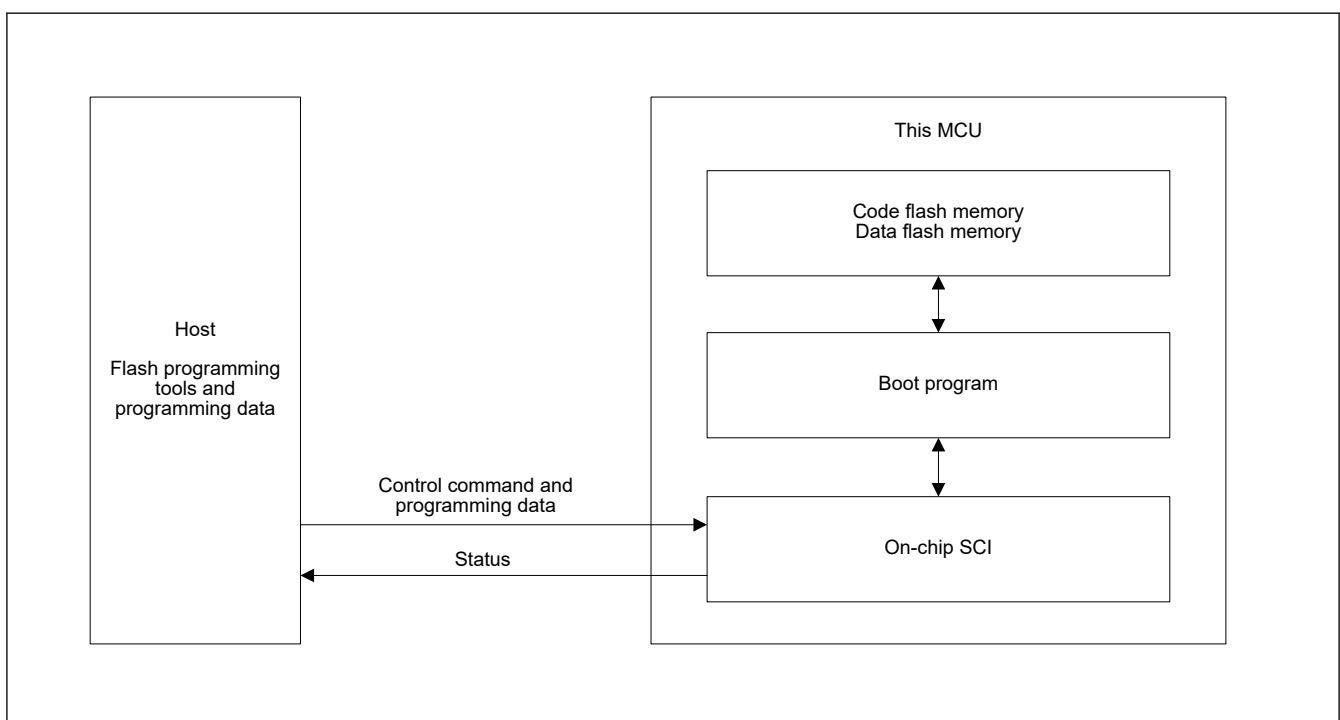 This MCU
Code flash memory
Data flash memory
Host
Flash programming
tools and
programming data
Boot program
Control command and
programming data
On-chip SCI
Status